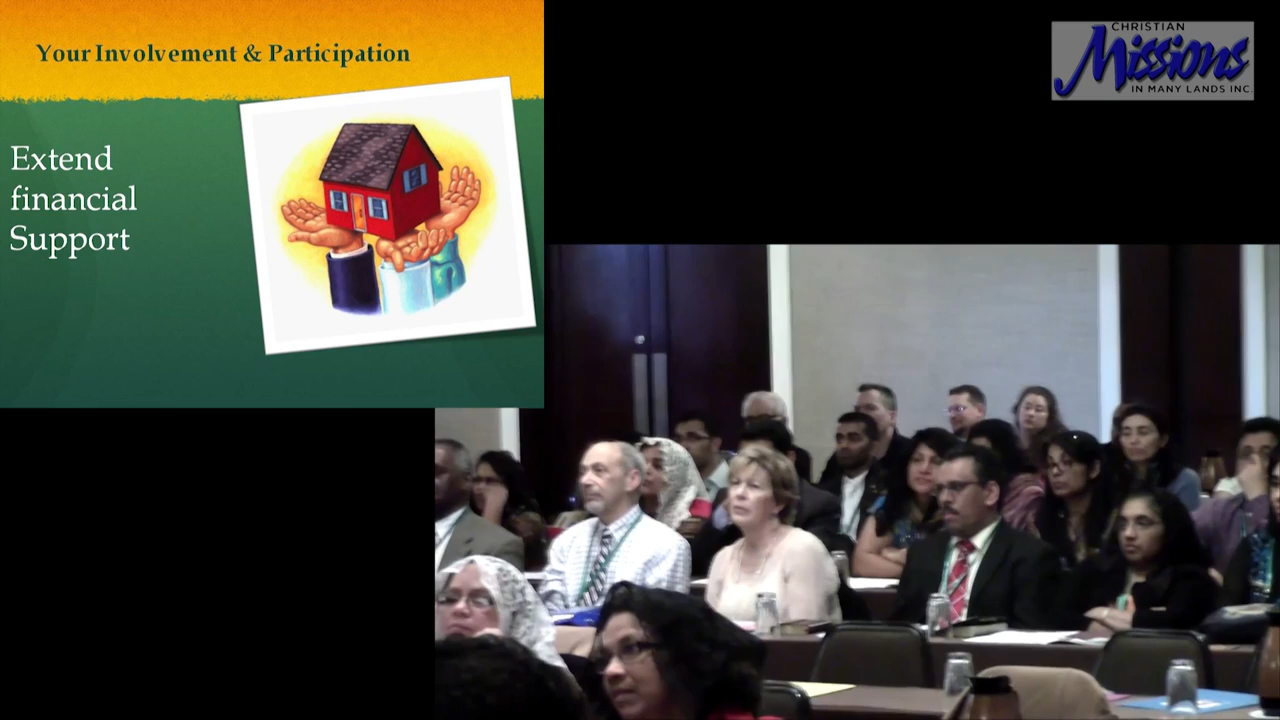 Your Involvement & Participation
Extend
financial
Support
CHRISTIAN
Missions
IN MANY LANDS INC.